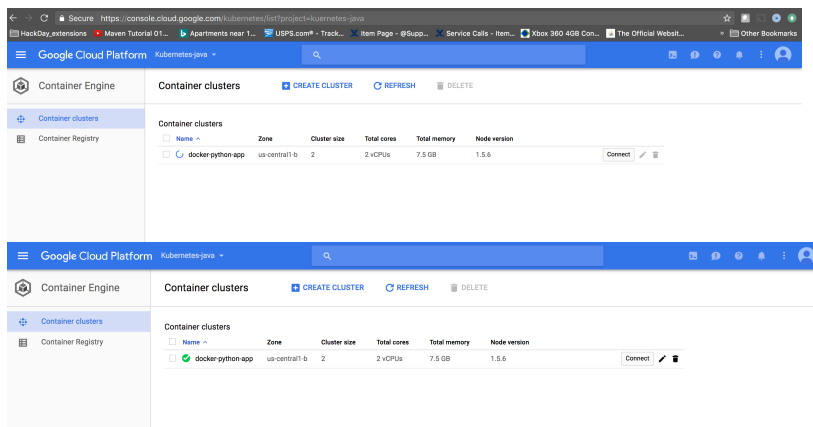 Secure https://console.cloud.google.com/kubernetes/list?project=kuernetes-java
HackDay_extensions Maven Tutorial 01... Apartments near 1... USPS.com® - Track... Item Page - @Supp... Service Calls - Item... Xbox 360 4GB Con... The Official Websit... » Other Bookmarks
Google Cloud Platform Kubernetes-java
Container Engine Container clusters CREATE CLUSTER REFRESH DELETE
Container clusters
Container Registry
Container clusters
Name Zone Cluster size Total cores Total memory Node version
docker-python-app us-central1-b 2 2 vCPUs 7.5 GB 1.5.6 Connect
Google Cloud Platform Kubernetes-java
Container Engine Container clusters CREATE CLUSTER REFRESH DELETE
Container clusters
Container Registry
Container clusters
Name Zone Cluster size Total cores Total memory Node version
docker-python-app us-central1-b 2 2 vCPUs 7.5 GB 1.5.6 Connect